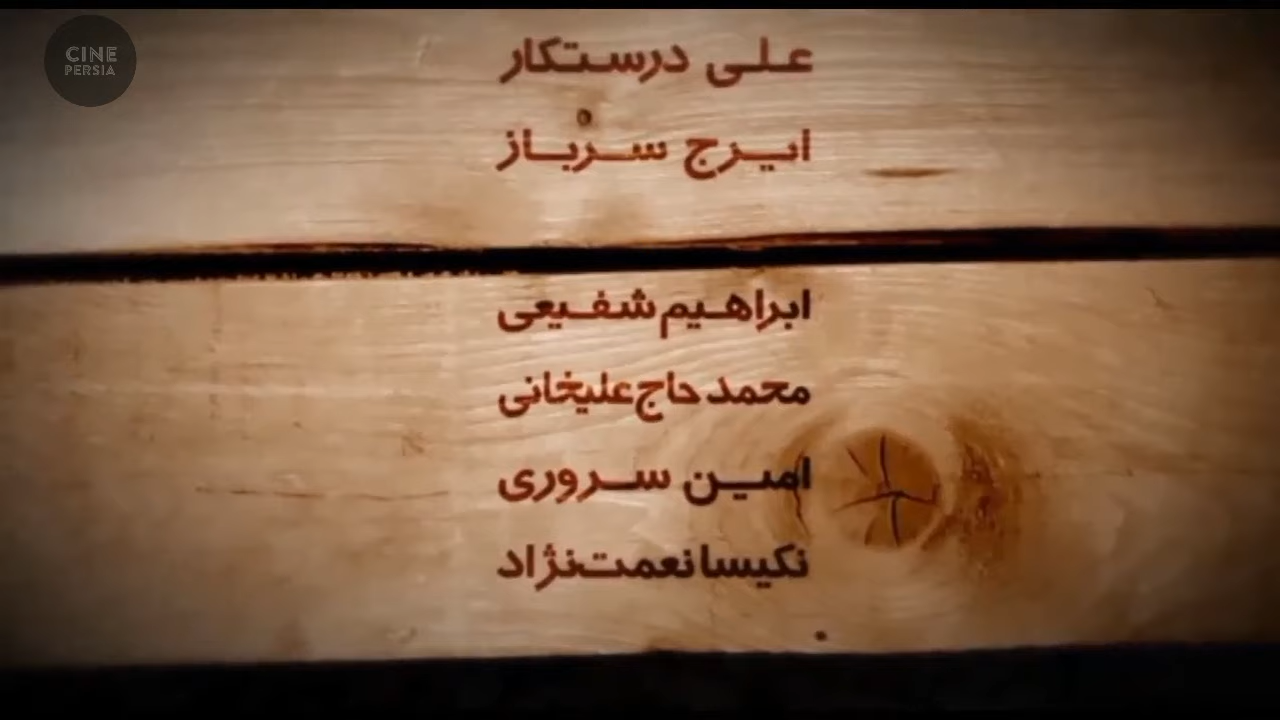 CINE
PERSIA
علی درستکار
ایرج سرباز
ابراهیم شفیعی
محمد حاج علیخانی
امین سروری
نکیسا نعمت‌نژاد